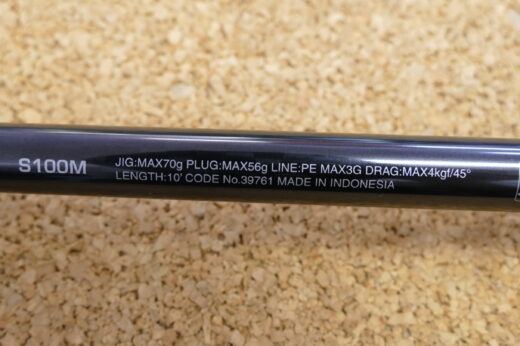 S100M
JIG:MAX70g PLUG:MAX56g LINE:PE MAX3G DRAG:MAX4kgf/45°
LENGTH:10' CODE No.39761 MADE IN INDONESIA